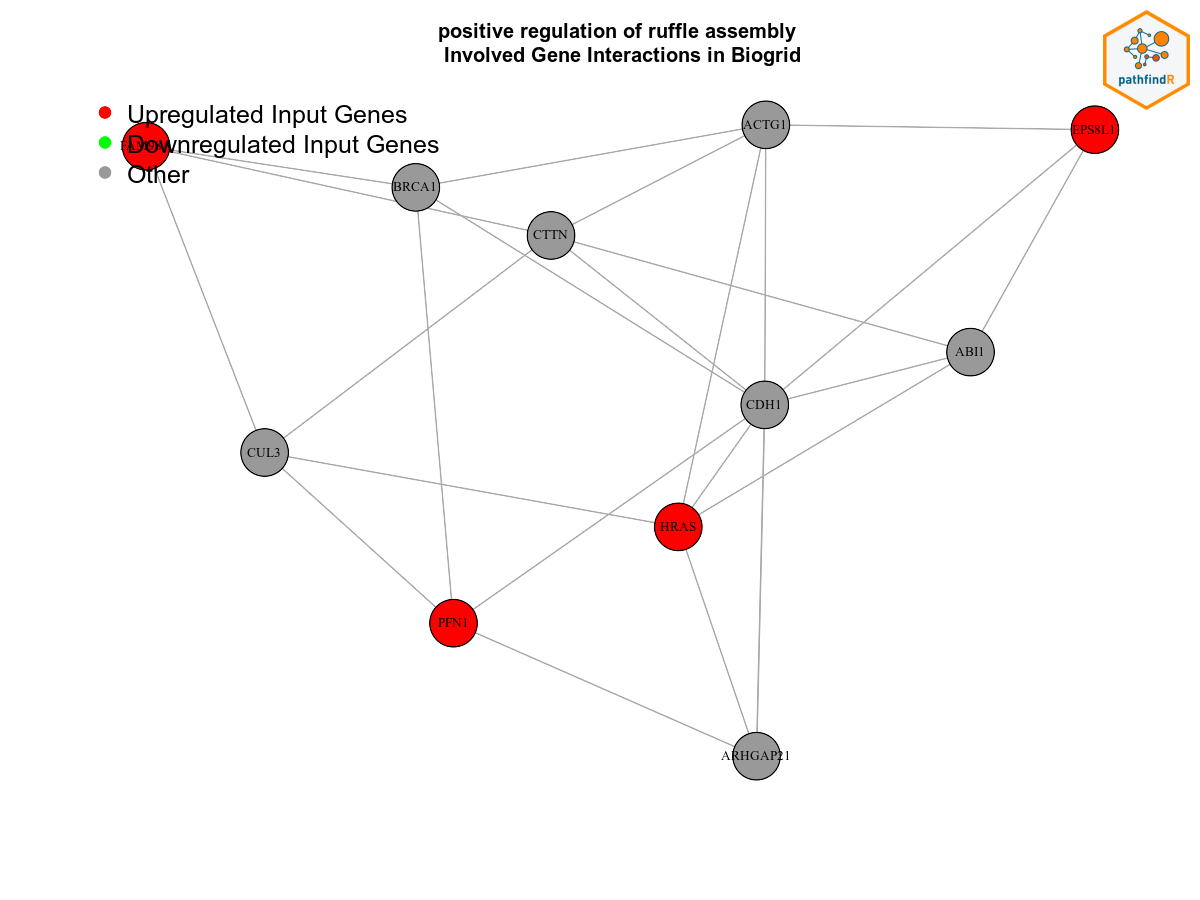 positive regulation of ruffle assembly
Involved Gene Interactions in Biogrid
pathfindR
Upregulated Input Genes
Downregulated Input Genes
Other
ACTG1
EPS8L1
BRCA1
CTTN
ABI1
CDH1
CUL3
HRAS
PFN1
ARHGAP21